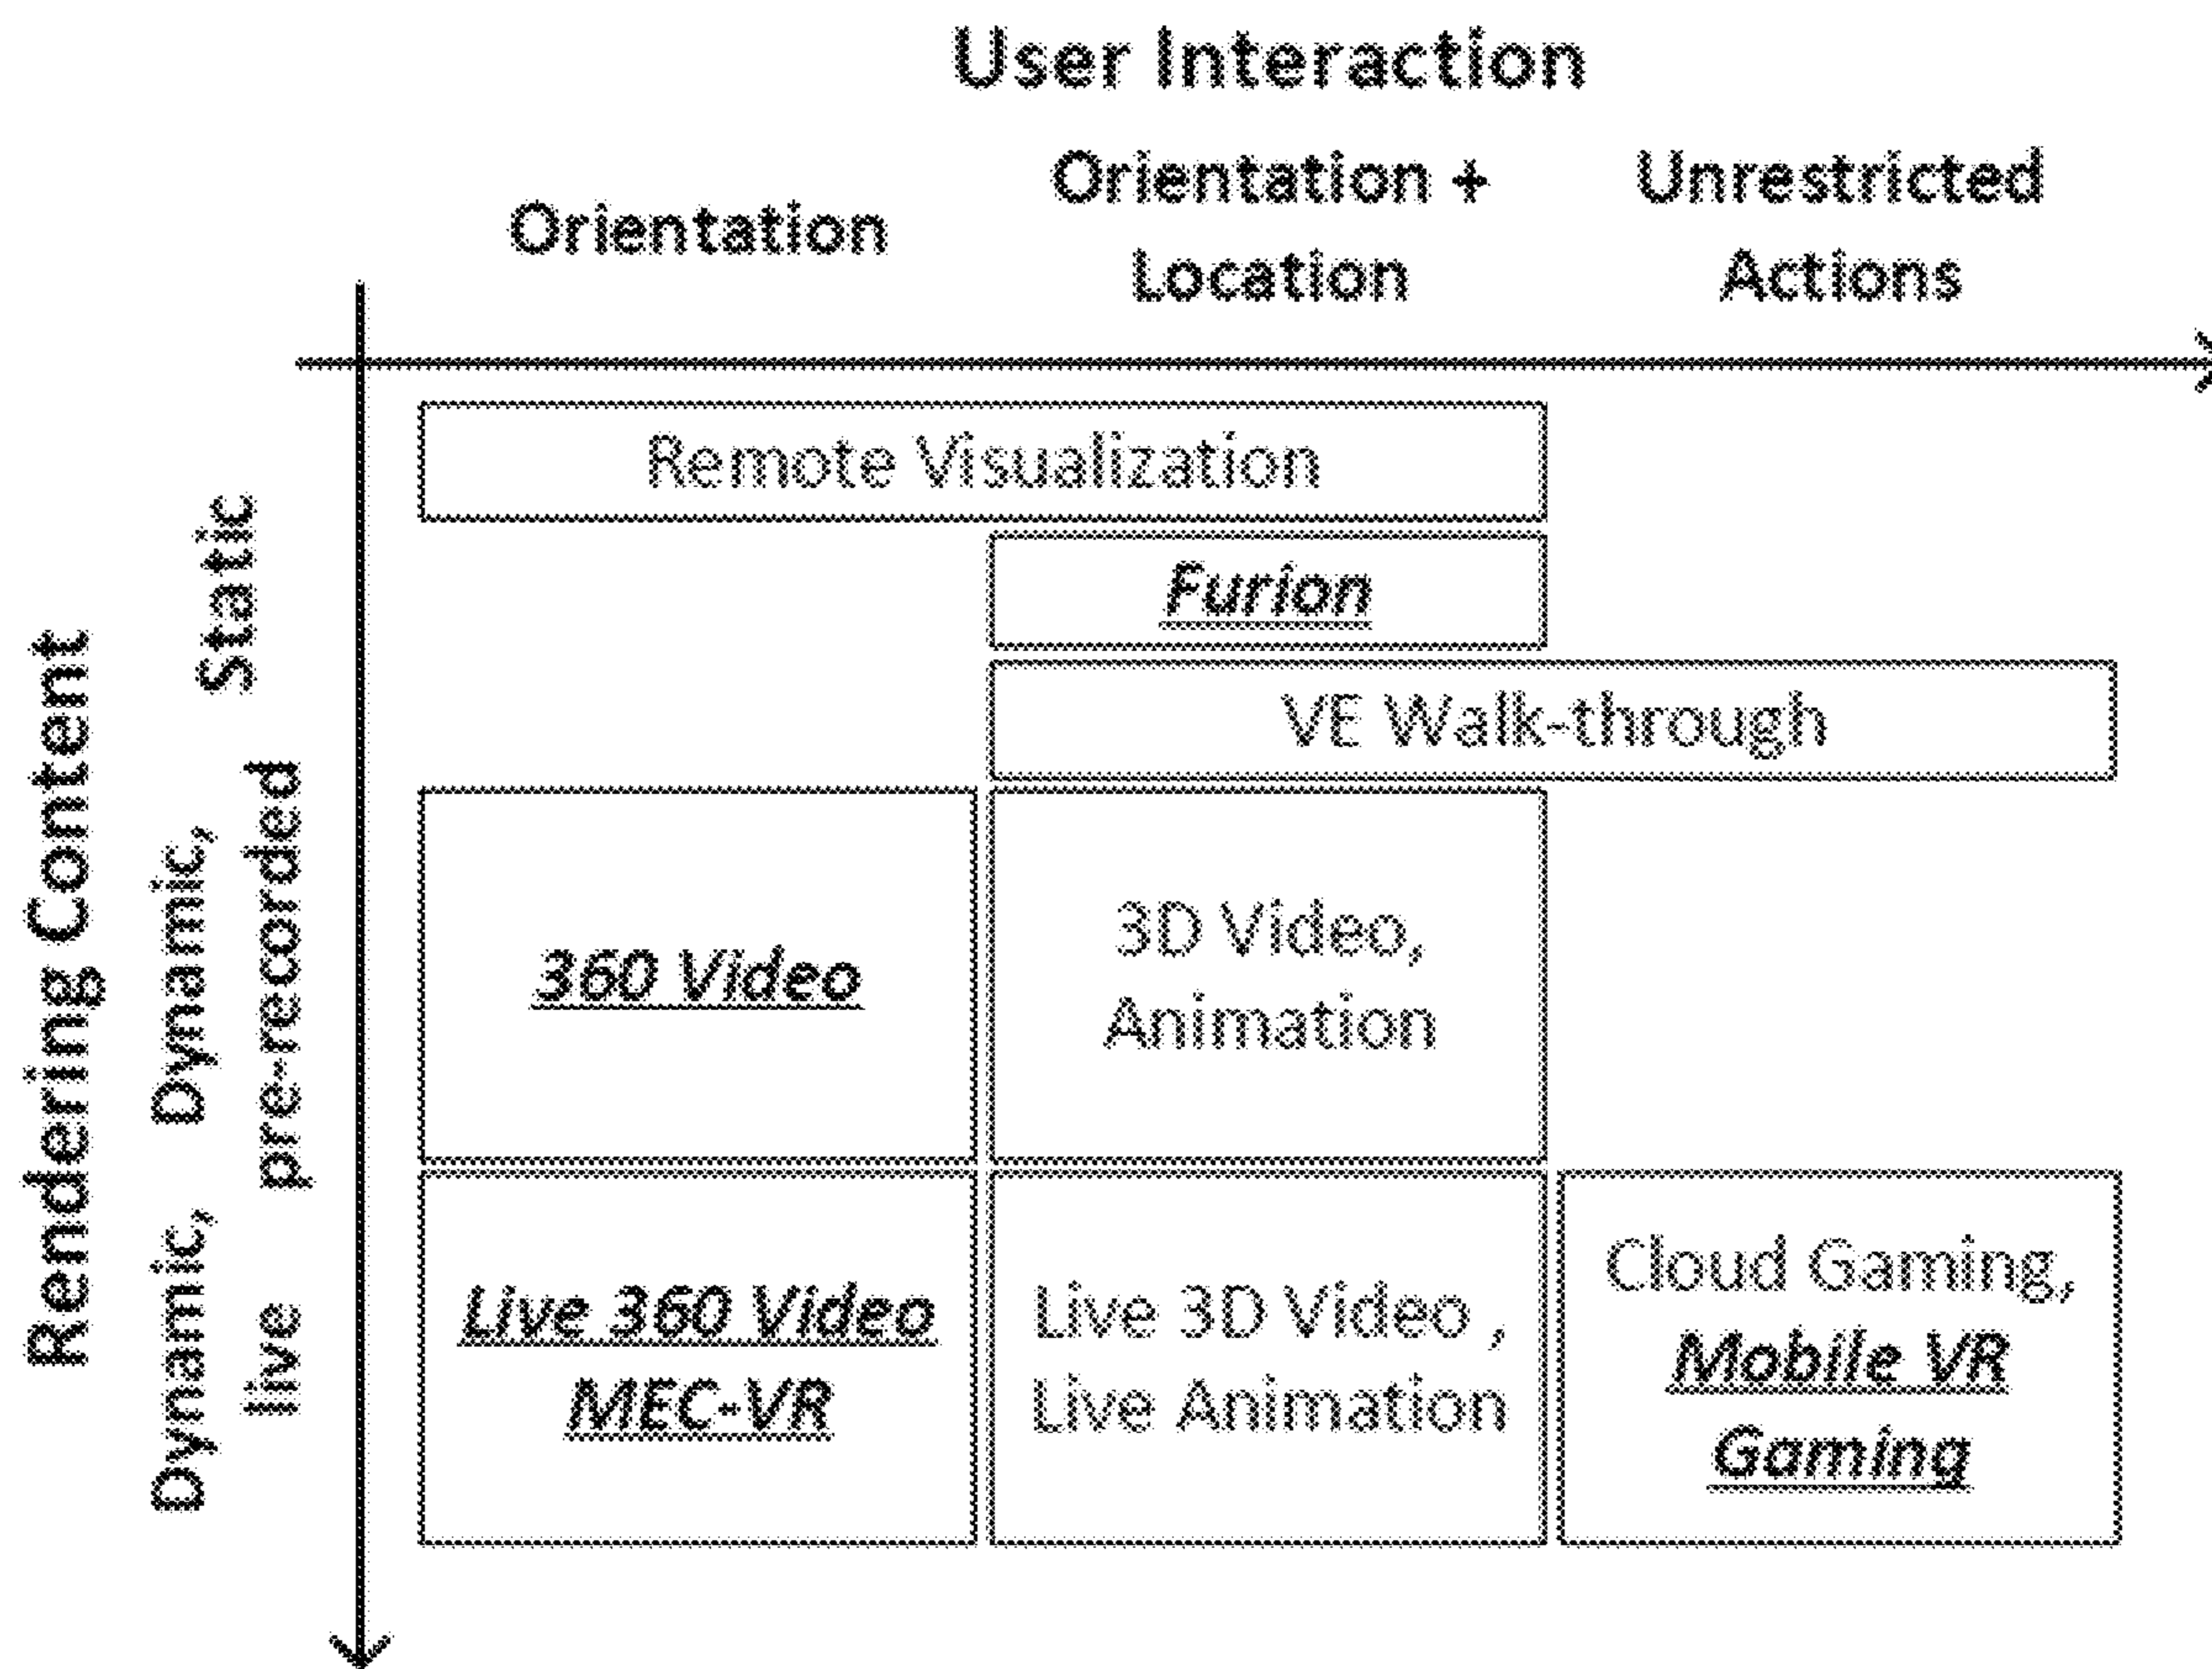 User Interaction
Orientation
Orientation +
Location
Unrestricted
Actions
Rendering Content
Static
Dynamic,
pre-recorded
Dynamic,
live
Remote Visualization
Furion
VE Walk-through
360 Video
3D Video,
Animation
Live 360 Video
MEC-VR
Live 3D Video ,
Live Animation
Cloud Gaming,
Mobile VR
Gaming